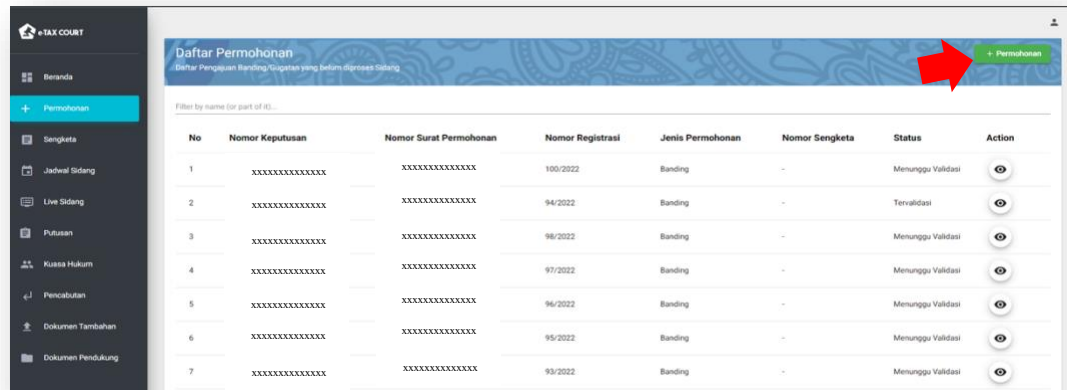 e-TAX COURT
Beranda
Permohonan
Sengketa
Jadwal Sidang
Live Sidang
Putusan
Kuasa Hukum
Pencabutan
Dokumen Tambahan
Dokumen Pendukung
Daftar Permohonan
Daftar Pengajuan Banding/Gugatan yang belum diproses Sidang
+ Permohonan
Filter by name (or part of it)...
No Nomor Keputusan Nomor Surat Permohonan Nomor Registrasi Jenis Permohonan Nomor Sengketa Status Action
1 xxxxxxxxxxxxxx xxxxxxxxxxxxxx 100/2022 Banding - Menunggu Validasi
2 xxxxxxxxxxxxxx xxxxxxxxxxxxxx 94/2022 Banding - Tervalidasi
3 xxxxxxxxxxxxxx xxxxxxxxxxxxxx 98/2022 Banding - Menunggu Validasi
4 xxxxxxxxxxxxxx xxxxxxxxxxxxxx 97/2022 Banding - Menunggu Validasi
5 xxxxxxxxxxxxxx xxxxxxxxxxxxxx 96/2022 Banding - Menunggu Validasi
6 xxxxxxxxxxxxxx xxxxxxxxxxxxxx 95/2022 Banding - Menunggu Validasi
7 xxxxxxxxxxxxxx xxxxxxxxxxxxxx 93/2022 Banding - Menunggu Validasi